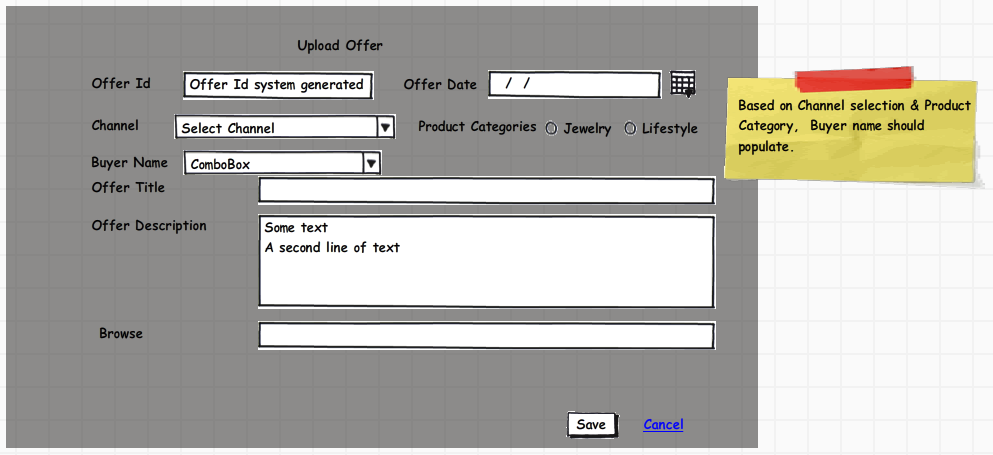 Upload Offer
Offer Id Offer Id system generated Offer Date / /
Channel Select Channel Product Categories Jewelry Lifestyle
Buyer Name ComboBox
Offer Title
Offer Description Some text
A second line of text
Browse
Save Cancel
Based on Channel selection & Product
Category, Buyer name should
populate.